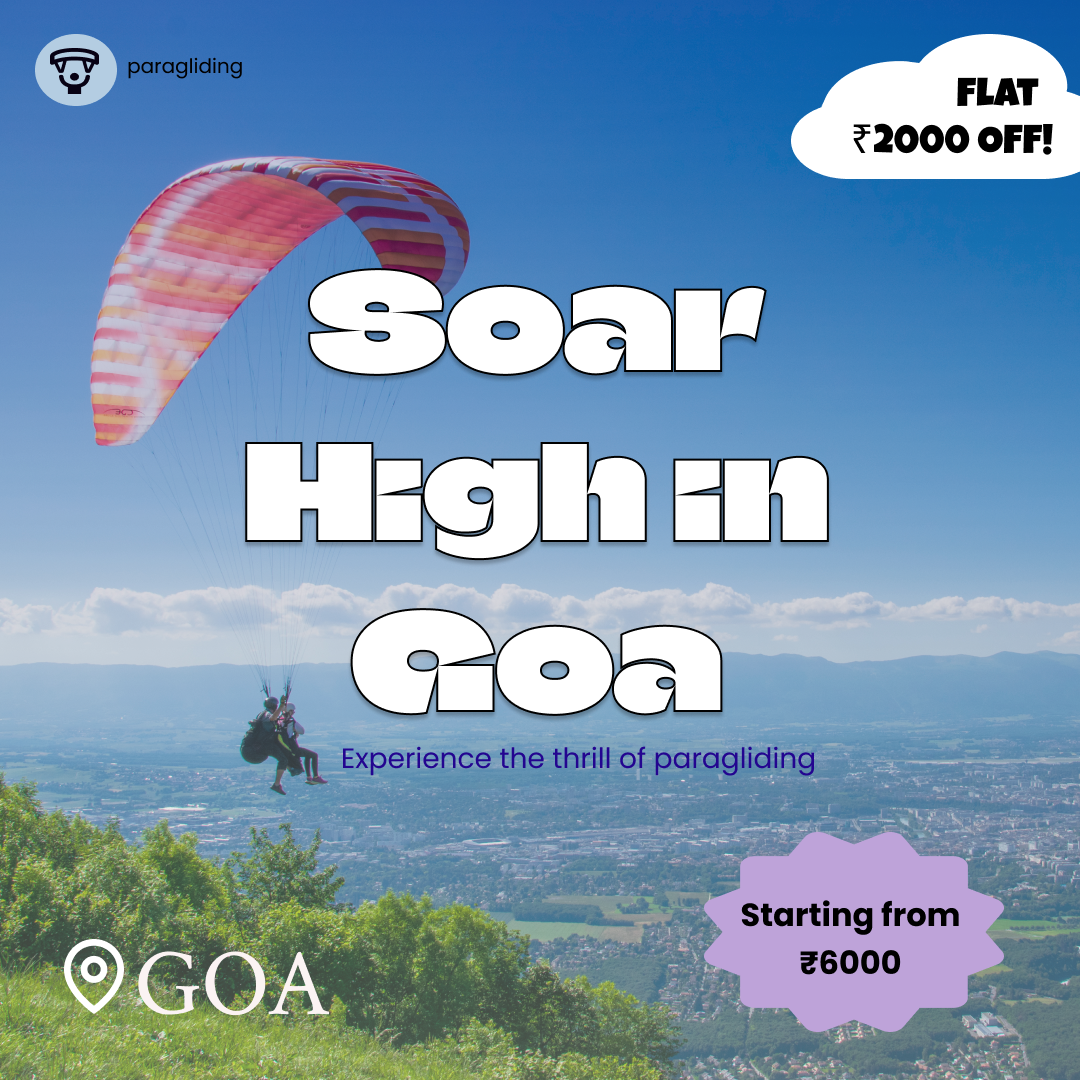 paragliding
FLAT
₹2000 OFF!
Soar
High in
Goa
Experience the thrill of paragliding
Starting from
₹6000
GOA